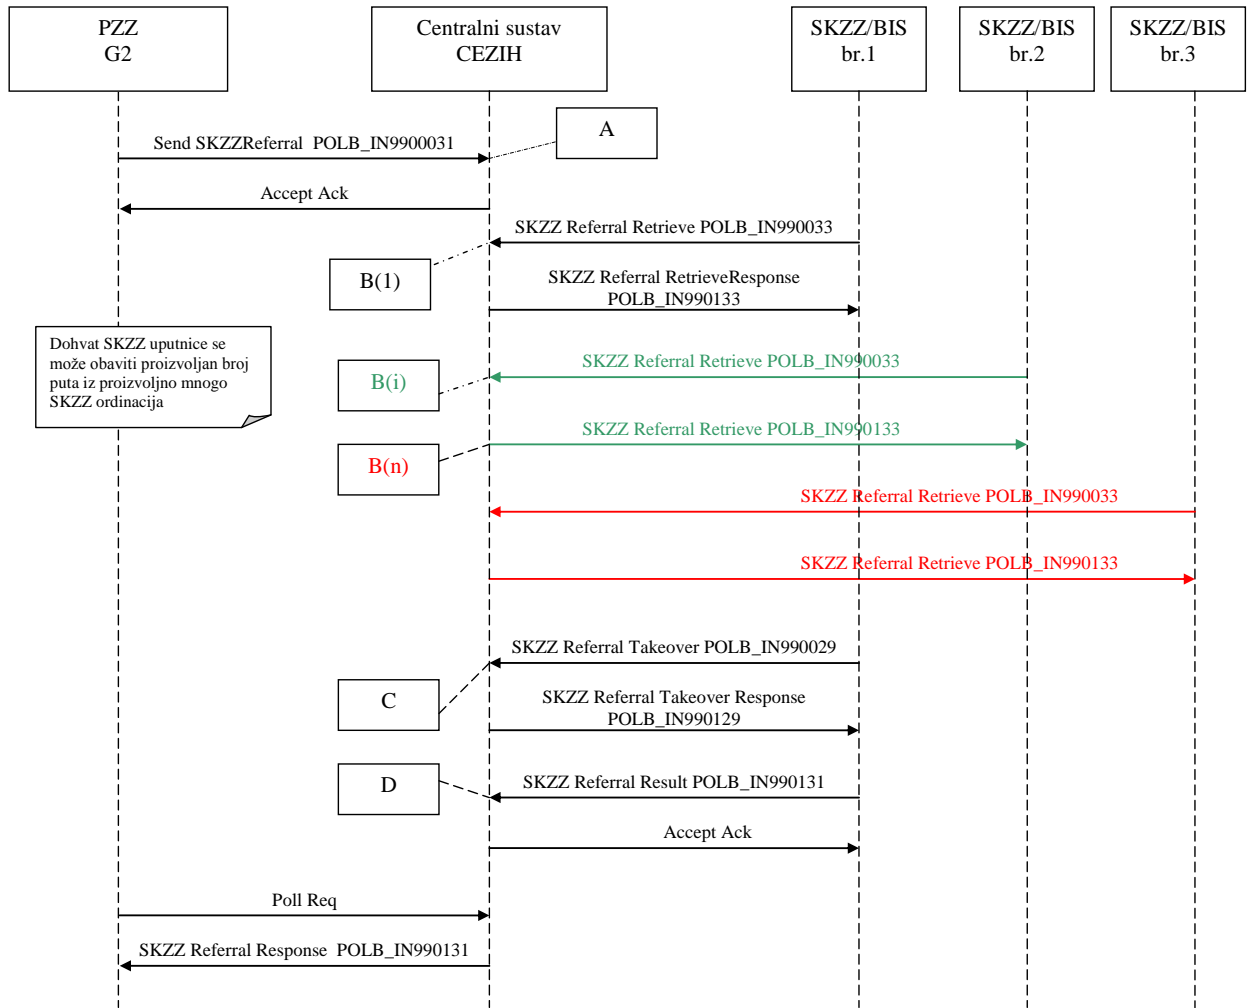 PZZ
G2
Centralni sustav
CEZIH
SKZZ/BIS
br.1
SKZZ/BIS
br.2
SKZZ/BIS
br.3
A
Send SKZZReferral POLB_IN9900031
Accept Ack
SKZZ Referral Retrieve POLB_IN990033
B(1)
SKZZ Referral RetrieveResponse
POLB_IN990133
Dohvat SKZZ uputnice se
može obaviti proizvoljan broj
puta iz proizvoljno mnogo
SKZZ ordinacija
SKZZ Referral Retrieve POLB_IN990033
B(i)
SKZZ Referral Retrieve POLB_IN990133
B(n)
SKZZ Referral Retrieve POLB_IN990033
SKZZ Referral Retrieve POLB_IN990133
SKZZ Referral Takeover POLB_IN990029
C
SKZZ Referral Takeover Response
POLB_IN990129
D
SKZZ Referral Result POLB_IN990131
Accept Ack
Poll Req
SKZZ Referral Response POLB_IN990131